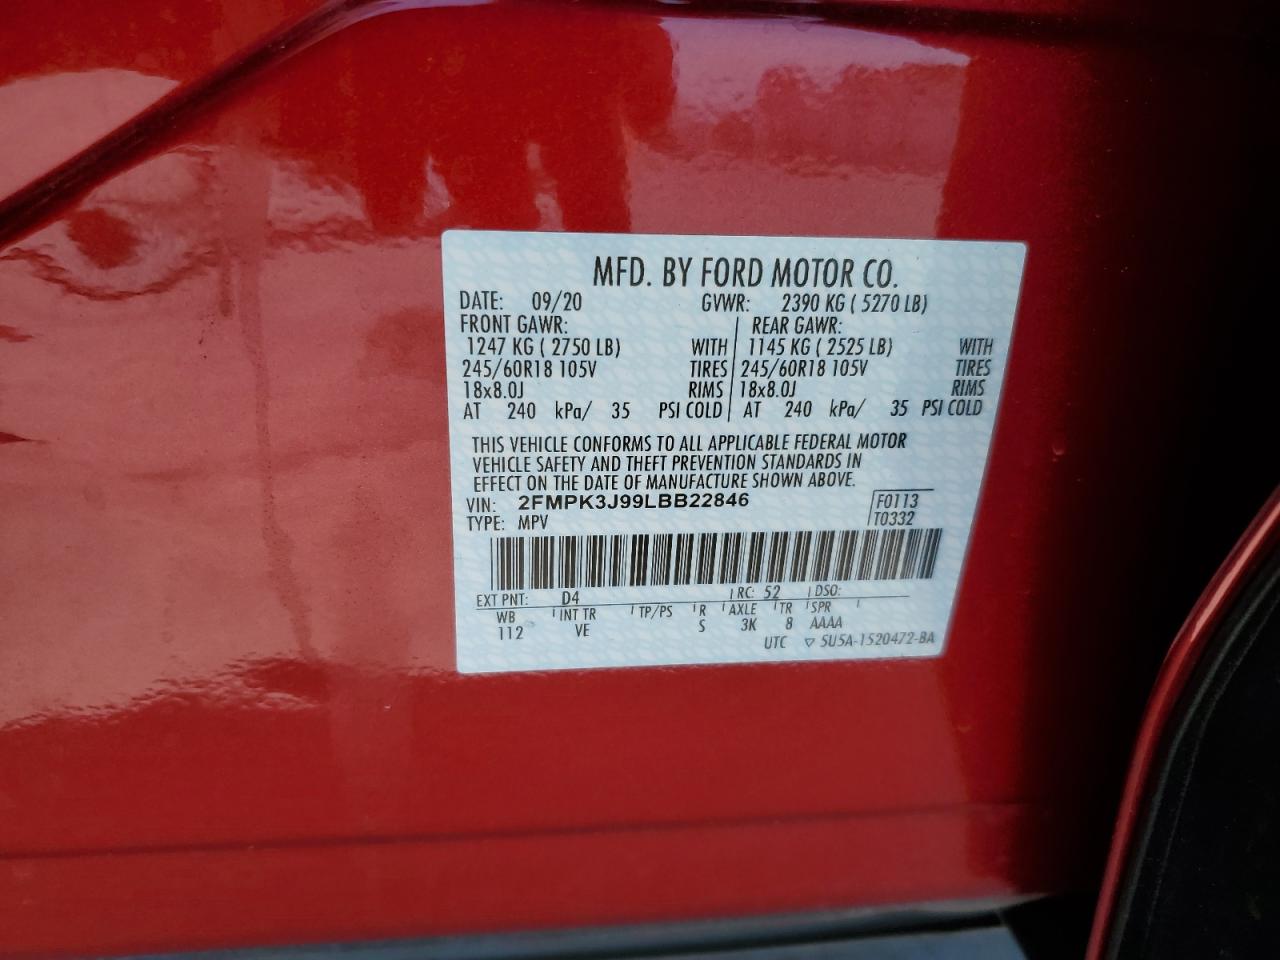 MFD. BY FORD MOTOR CO.
DATE: 09/20 GVWR: 2390 KG ( 5270 LB)
FRONT GAWR: REAR GAWR:
1247 KG ( 2750 LB) WITH 1145 KG ( 2525 LB) WITH
245/60R18 105V TIRES 245/60R18 105V TIRES
18x8.0J RIMS 18x8.0J RIMS
AT 240 kPa/ 35 PSI COLD AT 240 kPa/ 35 PSI COLD
THIS VEHICLE CONFORMS TO ALL APPLICABLE FEDERAL MOTOR
VEHICLE SAFETY AND THEFT PREVENTION STANDARDS IN
EFFECT ON THE DATE OF MANUFACTURE SHOWN ABOVE.
VIN: 2FMPK3J99LBB22846 F0113
TYPE: MPV T0332
EXT PNT: D4 RC: 52 DSO:
WB INT TR TP/PS R AXLE TR SPR
112 VE S 3K 8 AAAA
UTC ▽ 5U5A-1520472-BA